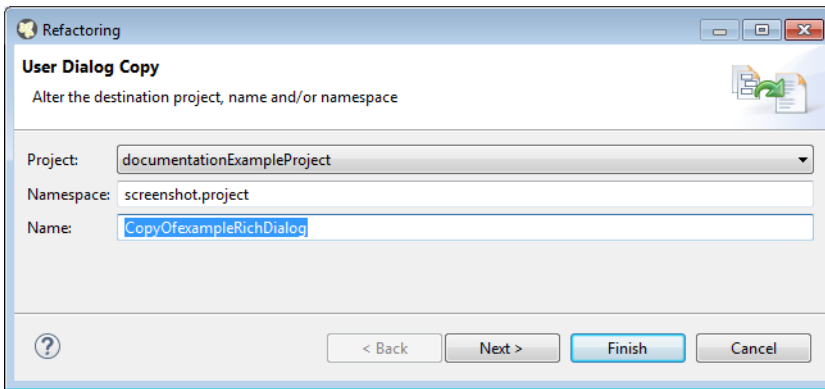 Refactoring
User Dialog Copy
Alter the destination project, name and/or namespace
Project: documentationExampleProject
Namespace: screenshot.project
Name: CopyOfexampleRichDialog
? < Back Next > Finish Cancel